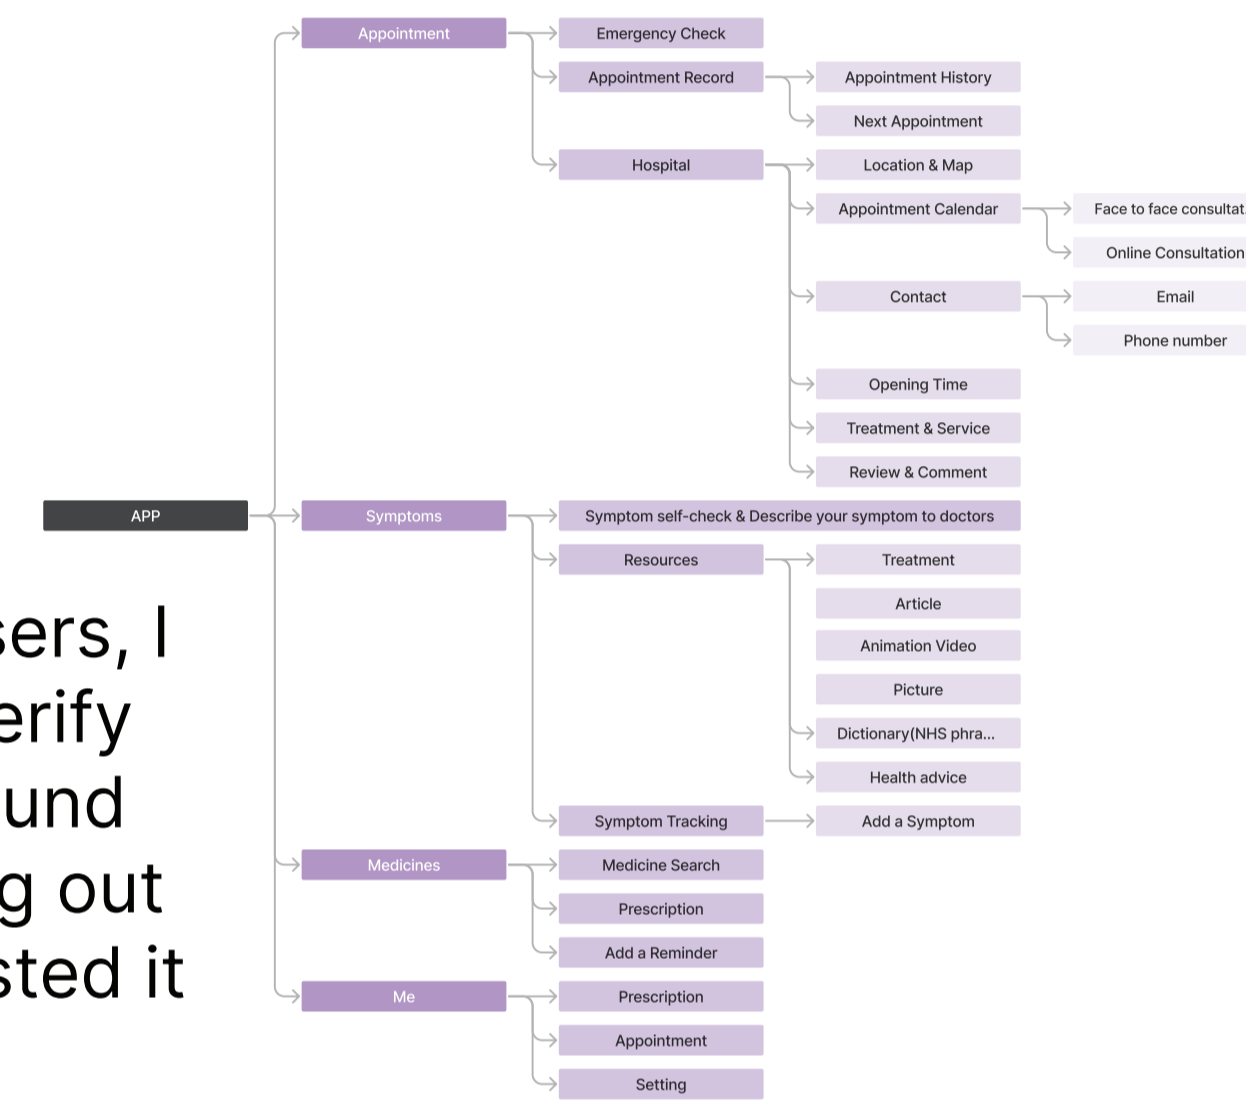 Appointment
Emergency Check
Appointment Record
Appointment History
Next Appointment
Hospital
Location & Map
Appointment Calendar
Face to face consultat
Online Consultation
Contact
Email
Phone number
Opening Time
Treatment & Service
Review & Comment
APP
Symptoms
Symptom self-check & Describe your symptom to doctors
Resources
Treatment
Article
Animation Video
Picture
Dictionary(NHS phra...
Health advice
Symptom Tracking
Add a Symptom
Medicines
Medicine Search
Prescription
Add a Reminder
Me
Prescription
Appointment
Setting
sers, I
erify
und
g out
sted it